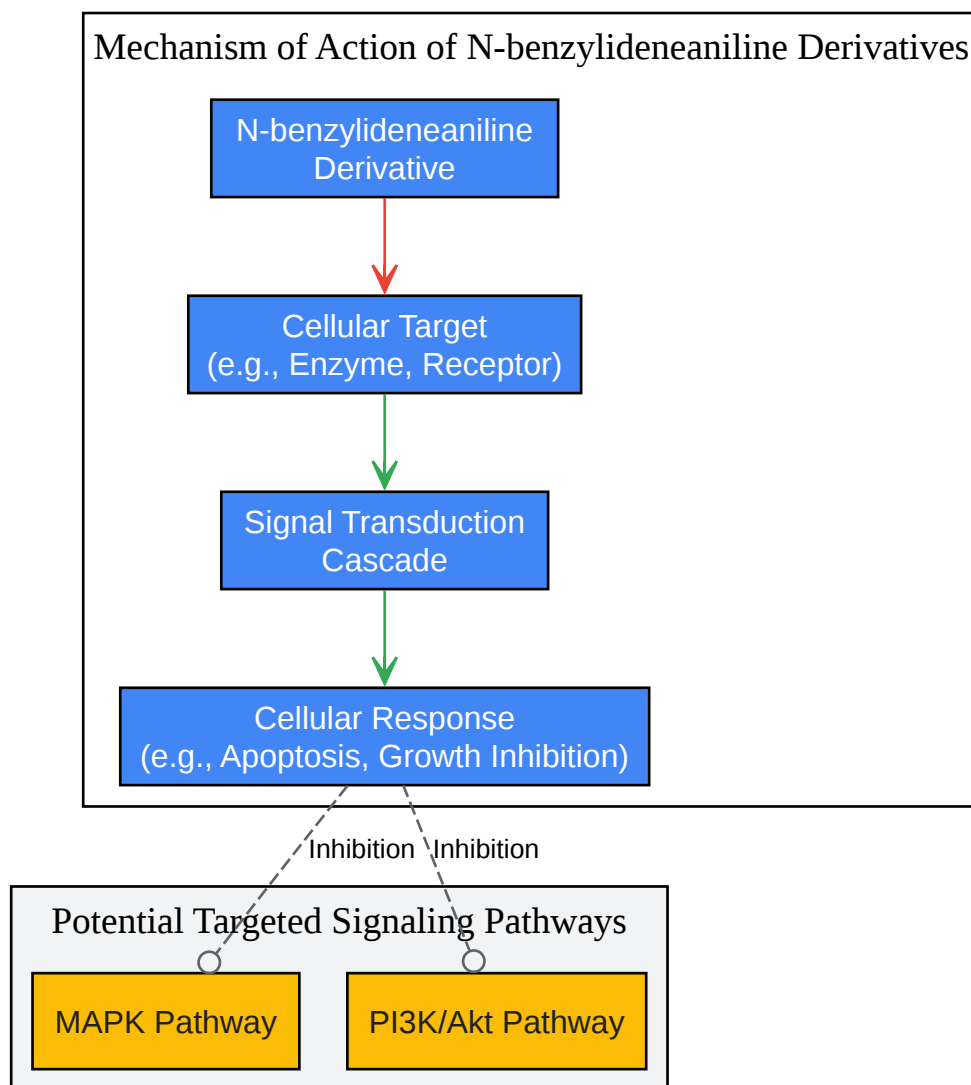 Mechanism of Action of N-benzylideneaniline Derivatives
N-benzylideneaniline
Derivative
Cellular Target
(e.g., Enzyme, Receptor)
Signal Transduction
Cascade
Cellular Response
(e.g., Apoptosis, Growth Inhibition)
Inhibition
Inhibition
Potential Targeted Signaling Pathways
MAPK Pathway
PI3K/Akt Pathway